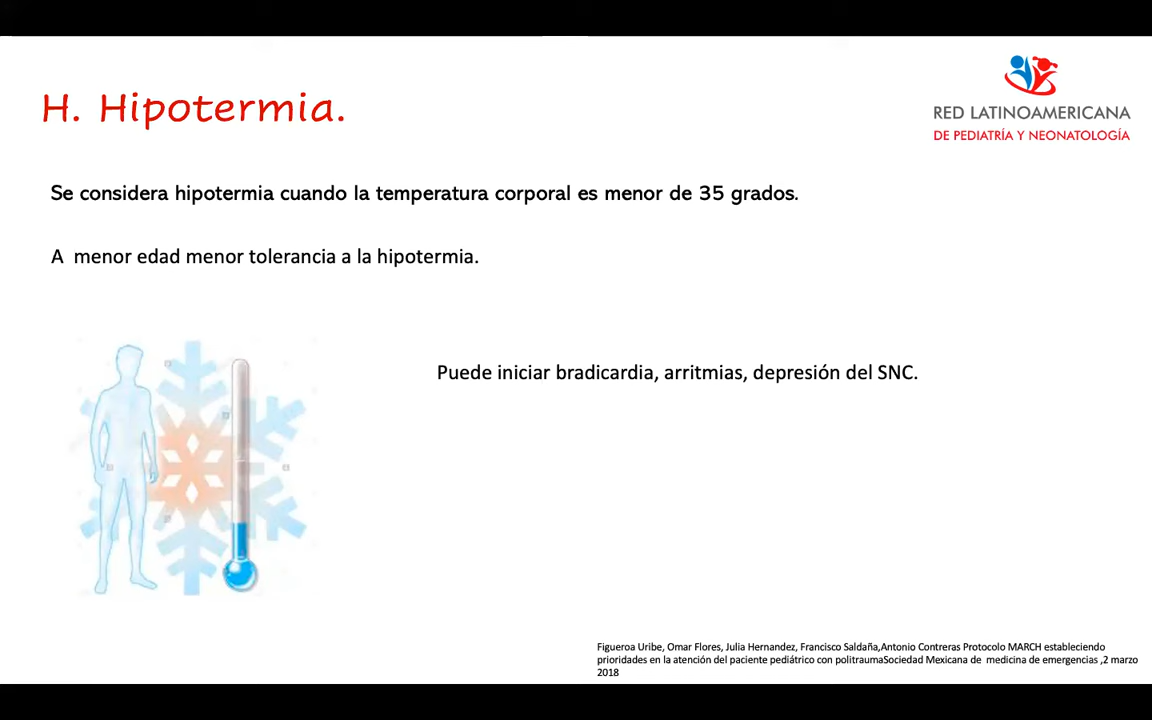 H. Hipotermia.
RED LATINOAMERICANA
DE PEDIATRÍA Y NEONATOLOGÍA
Se considera hipotermia cuando la temperatura corporal es menor de 35 grados.
A  menor edad menor tolerancia a la hipotermia.
Puede iniciar bradicardia, arritmias, depresión del SNC.
Figueroa Uribe, Omar Flores, Julia Hernandez, Francisco Saldaña,Antonio Contreras Protocolo MARCH estableciendo
prioridades en la atención del paciente pediátrico con politraumaSociedad Mexicana de  medicina de emergencias ,2 marzo
2018